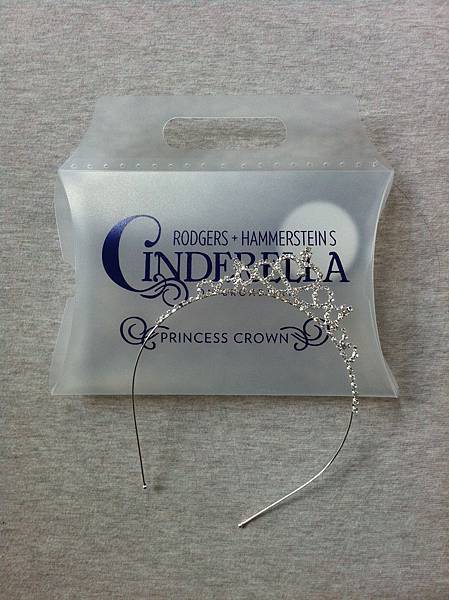 RODGERS + HAMMERSTEIN'S
CINDERELLA
PRINCESS CROWN